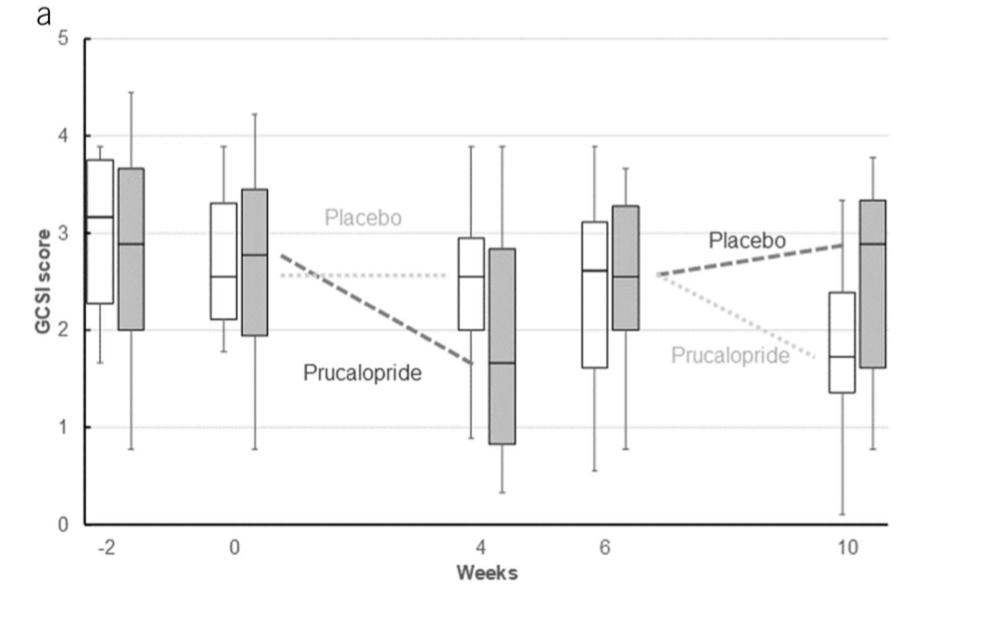 a
5
4
3
2
1
0
GCSI score
Placebo
Prucalopride
Placebo
Prucalopride
-2 0 4 6 10
Weeks